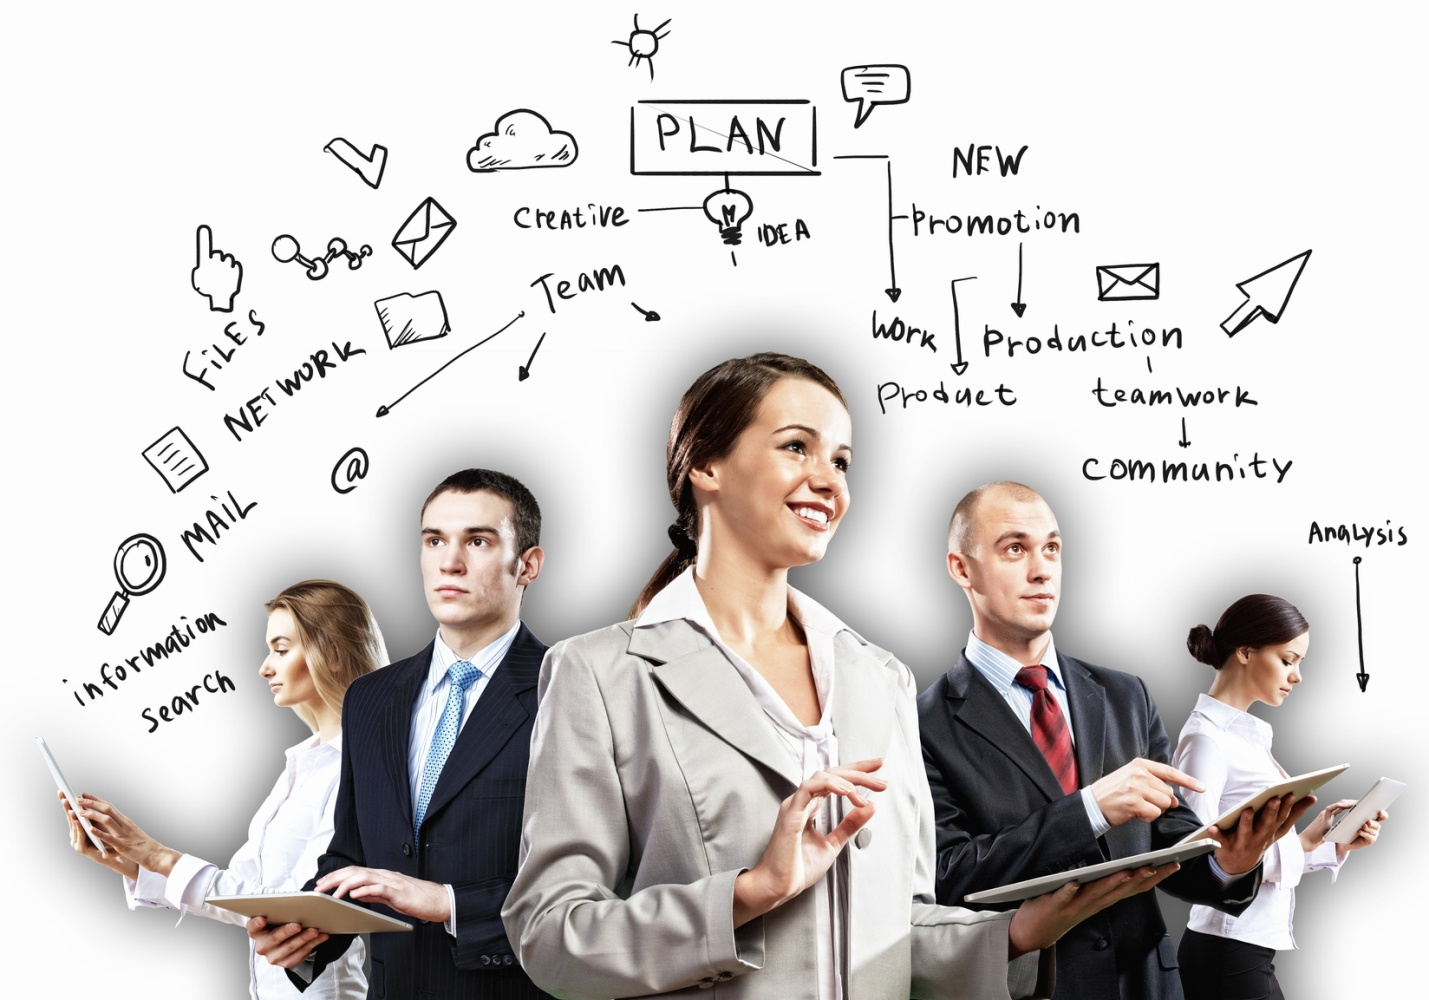 PLAN
NEW
Creative
Promotion
IDEA
Team
Work
Production
FiLES
NETWORK
Product
teamwork
community
@
MAiL
Analysis
information
search